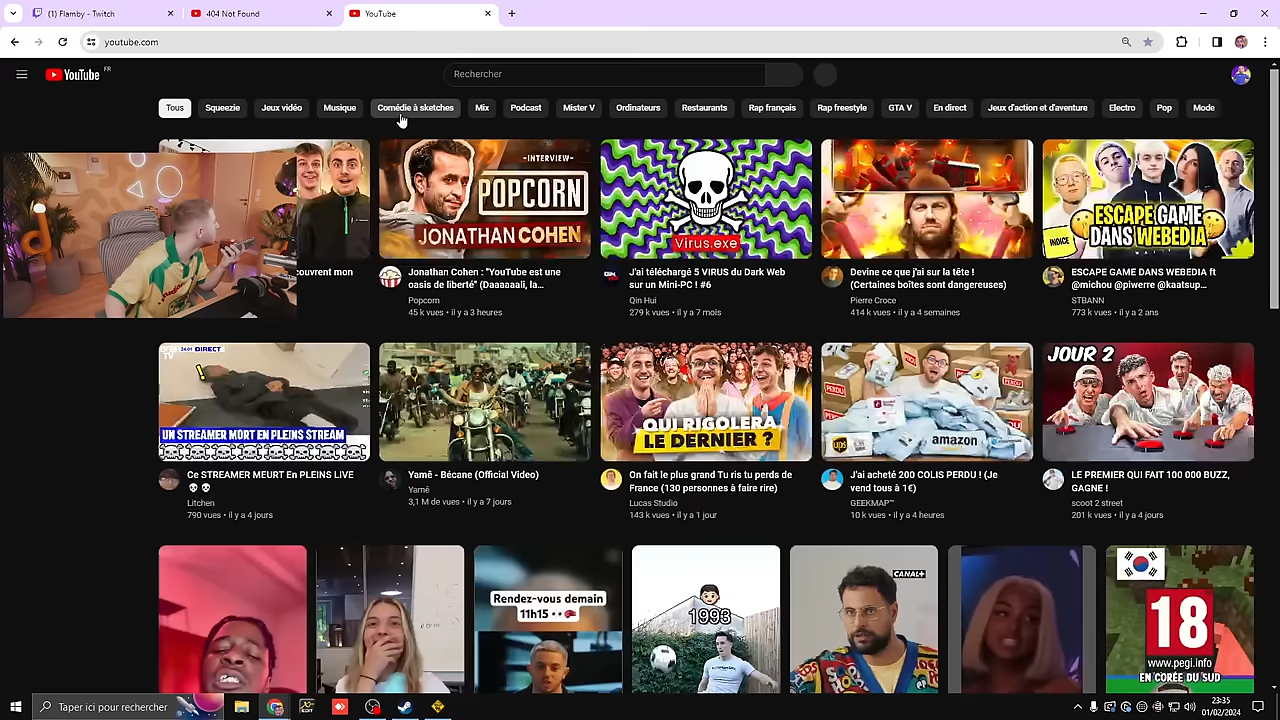 (1) Flamby - Twitch
404 Not Found
YouTube
youtube.com
YouTube FR
Rechercher
Tous
Squeezie
Jeux vidéo
Musique
Comédie à sketches
Mix
Podcast
Mister V
Ordinateurs
Restaurants
Rap français
Rap freestyle
GTA V
En direct
Jeux d'action et d'aventure
Electro
Pop
Mode
-INTERVIEW-
POPCORN
JONATHAN COHEN
Virus.exe
INDICE
ESCAPE GAME
DANS WEBEDIA
couvrent mon
Jonathan Cohen : "YouTube est une
oasis de liberté" (Daaaaaali, la…
Popcorn
45 k vues • il y a 3 heures
J'ai téléchargé 5 VIRUS du Dark Web
sur un Mini-PC ! #6
Qin Hui
279 k vues • il y a 7 mois
Devine ce que j'ai sur la tête !
(Certaines boîtes sont dangereuses)
Pierre Croce
414 k vues • il y a 4 semaines
ESCAPE GAME DANS WEBEDIA ft
@michou @piwerre @kaatsup…
STBANN
773 k vues • il y a 2 ans
DIRECT
UN STREAMER MORT EN PLEINS STREAM
QUI RIGOLERA
LE DERNIER ?
PERDU
ups
amazon
JOUR 2
Ce STREAMER MEURT En PLEINS LIVE
💀 💀
Litchen
790 vues • il y a 4 jours
Yamê - Bécane (Official Video)
Yamê
3,1 M de vues • il y a 7 jours
On fait le plus grand Tu ris tu perds de
France (130 personnes à faire rire)
Lucas Studio
143 k vues • il y a 1 jour
J'ai acheté 200 COLIS PERDU ! (Je
vend tous à 1€)
GEEKMAP™
10 k vues • il y a 4 heures
LE PREMIER QUI FAIT 100 000 BUZZ,
GAGNE !
scoot 2 street
201 k vues • il y a 4 jours
Rendez-vous demain
11h15
1993
CANAL+
18
www.pegi.info
EN CORÉE DU SUD
Taper ici pour rechercher
23:35
01/02/2024